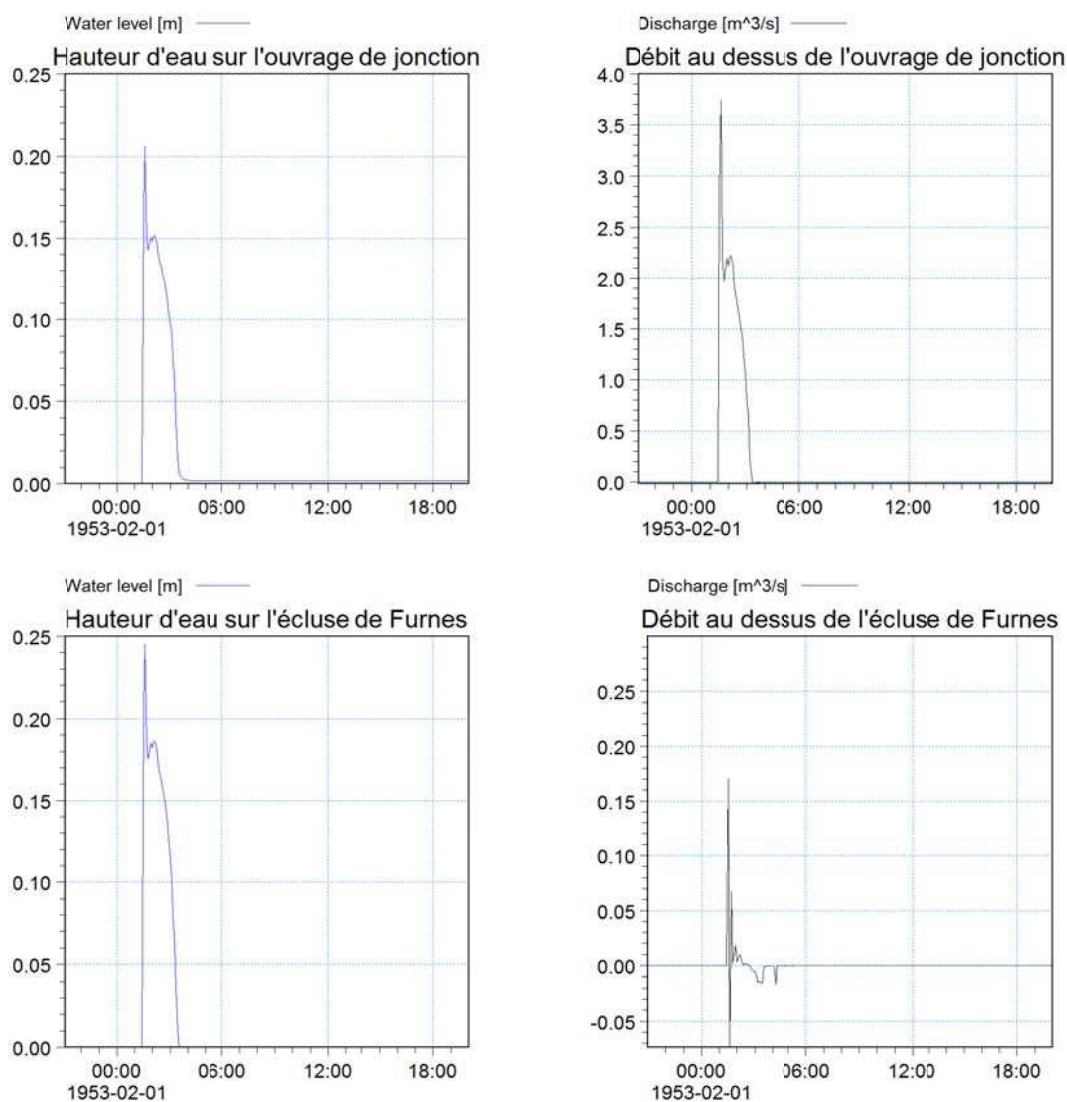 Water level [m]
Hauteur d'eau sur l'ouvrage de jonction
0.25
0.20
0.15
0.10
0.05
0.00
00:00 06:00 12:00 18:00
1953-02-01
Discharge [m^3/s]
Débit au dessus de l'ouvrage de jonction
4.0
3.5
3.0
2.5
2.0
1.5
1.0
0.5
0.0
00:00 06:00 12:00 18:00
1953-02-01
Water level [m]
Hauteur d'eau sur l'écluse de Furnes
0.25
0.20
0.15
0.10
0.05
0.00
00:00 06:00 12:00 18:00
1953-02-01
Discharge [m^3/s]
Débit au dessus de l'écluse de Furnes
0.25
0.20
0.15
0.10
0.05
0.00
-0.05
00:00 06:00 12:00 18:00
1953-02-01